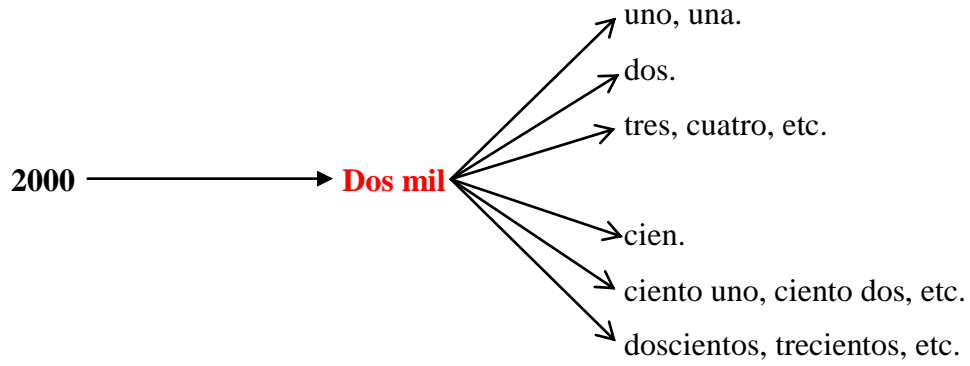 uno, una.
dos.
tres, cuatro, etc.
2000
Dos mil
cien.
ciento uno, ciento dos, etc.
doscientos, trecientos, etc.